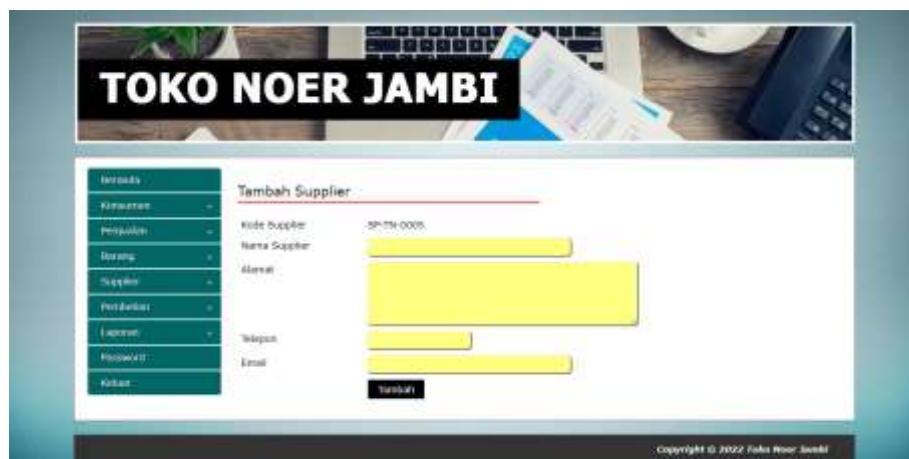 TOKO NOER JAMBI
Beranda
Konsumen
Penjualan
Barang
Supplier
Pembelian
Laporan
Password
Keluar
Tambah Supplier
Kode Supplier SP-TN-0005
Nama Supplier
Alamat
Telepon
Email
Tambah
Copyright © 2022 Toko Noer Jambi